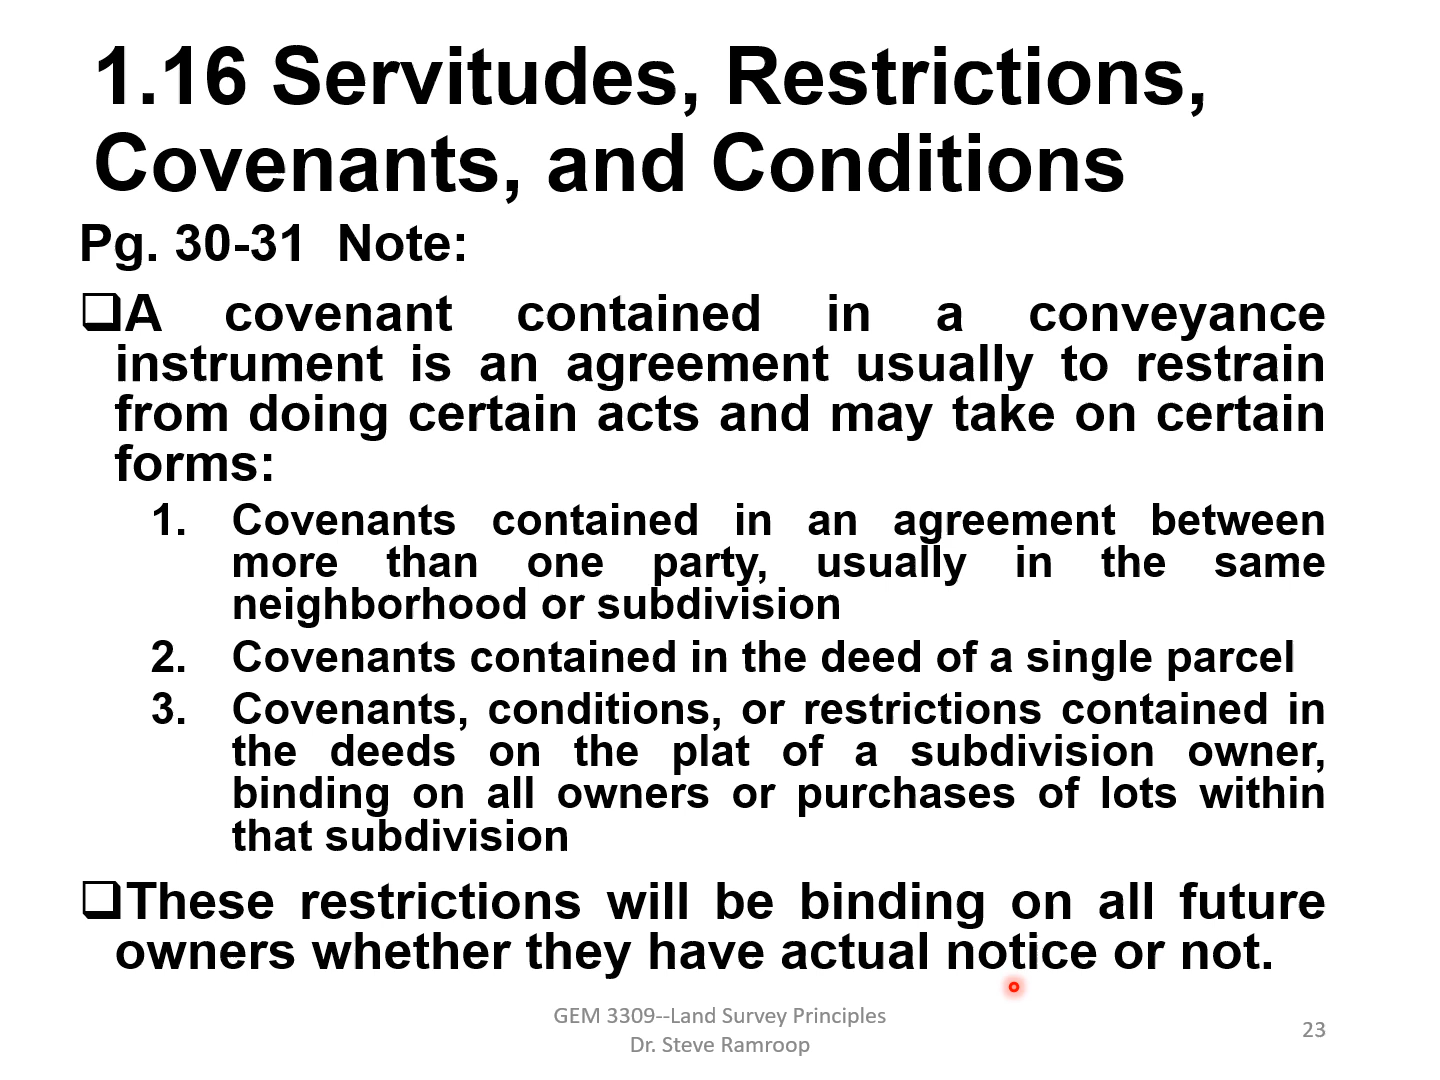 1.16 Servitudes, Restrictions,
Covenants, and Conditions
Pg. 30-31 Note:
❑A covenant contained in a conveyance
instrument is an agreement usually to restrain
from doing certain acts and may take on certain
forms:
1. Covenants contained in an agreement between
more than one party, usually in the same
neighborhood or subdivision
2. Covenants contained in the deed of a single parcel
3. Covenants, conditions, or restrictions contained in
the deeds on the plat of a subdivision owner,
binding on all owners or purchases of lots within
that subdivision
❑These restrictions will be binding on all future
owners whether they have actual notice or not.
GEM 3309--Land Survey Principles
Dr. Steve Ramroop
23